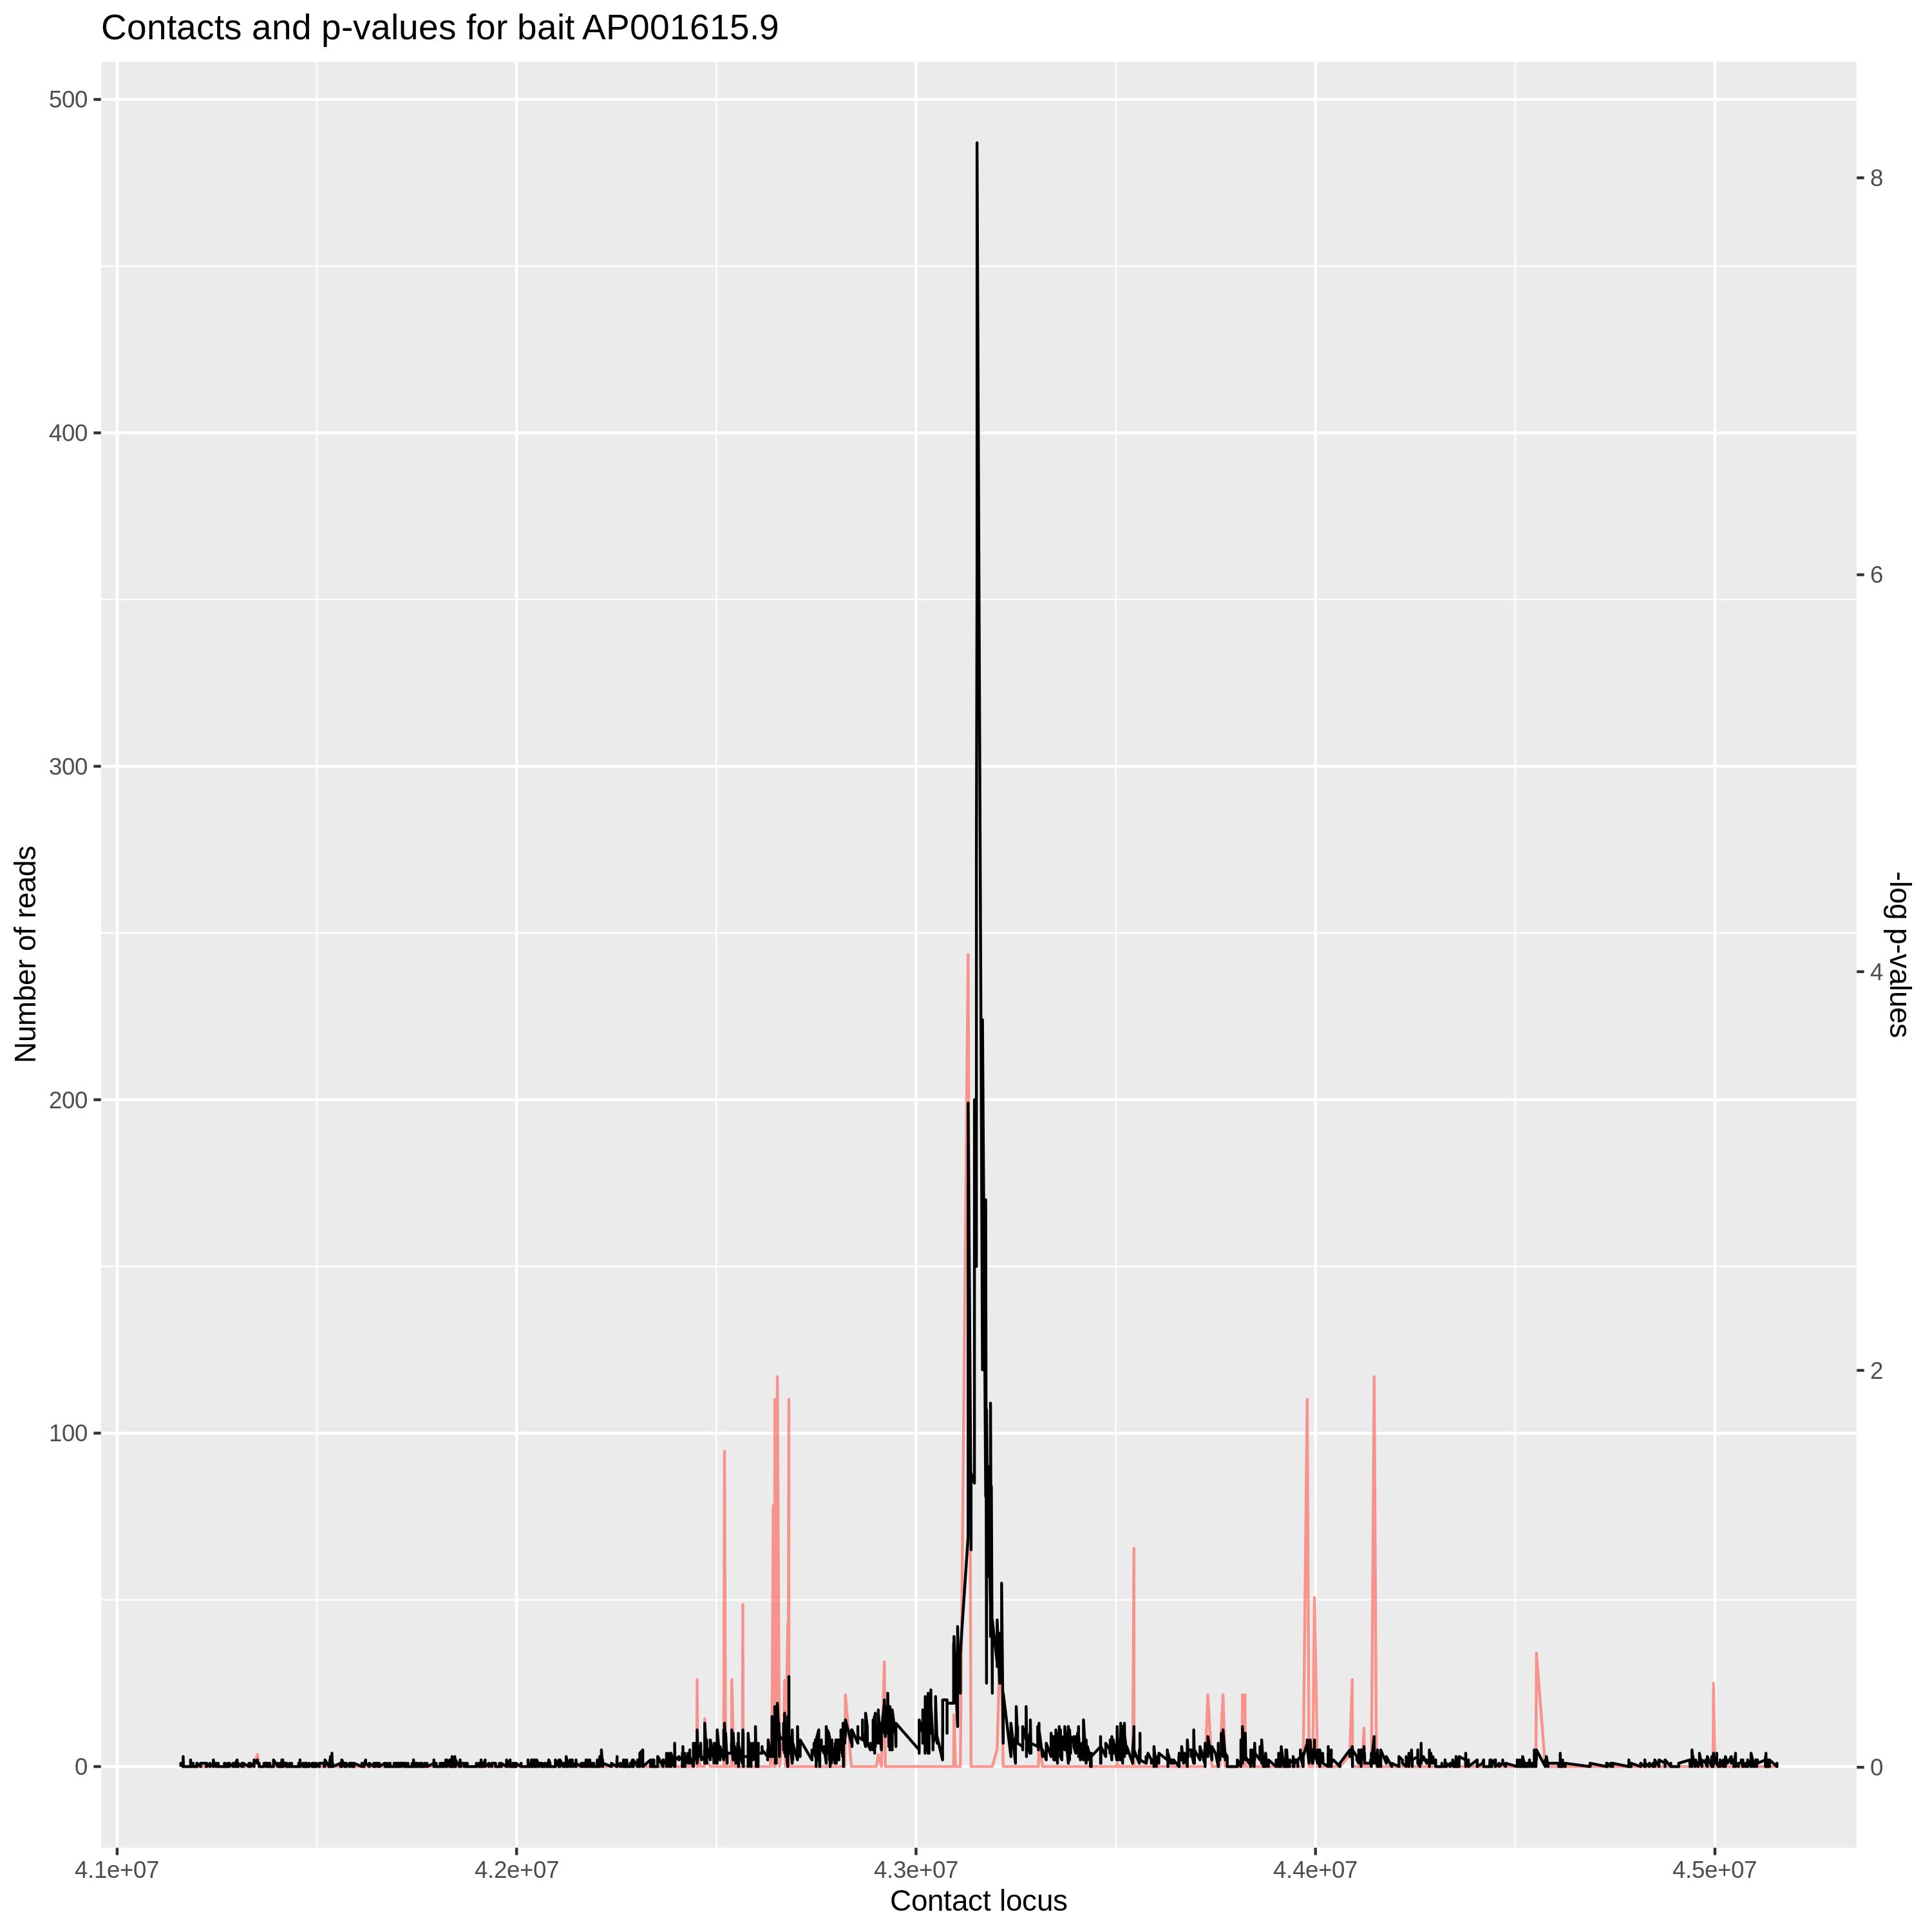 Contacts and p-values for bait AP001615.9
500
400
300
200
100
0
Number of reads
8
6
4
2
0
-log p-values
4.1e+07
4.2e+07
4.3e+07
4.4e+07
4.5e+07
Contact locus